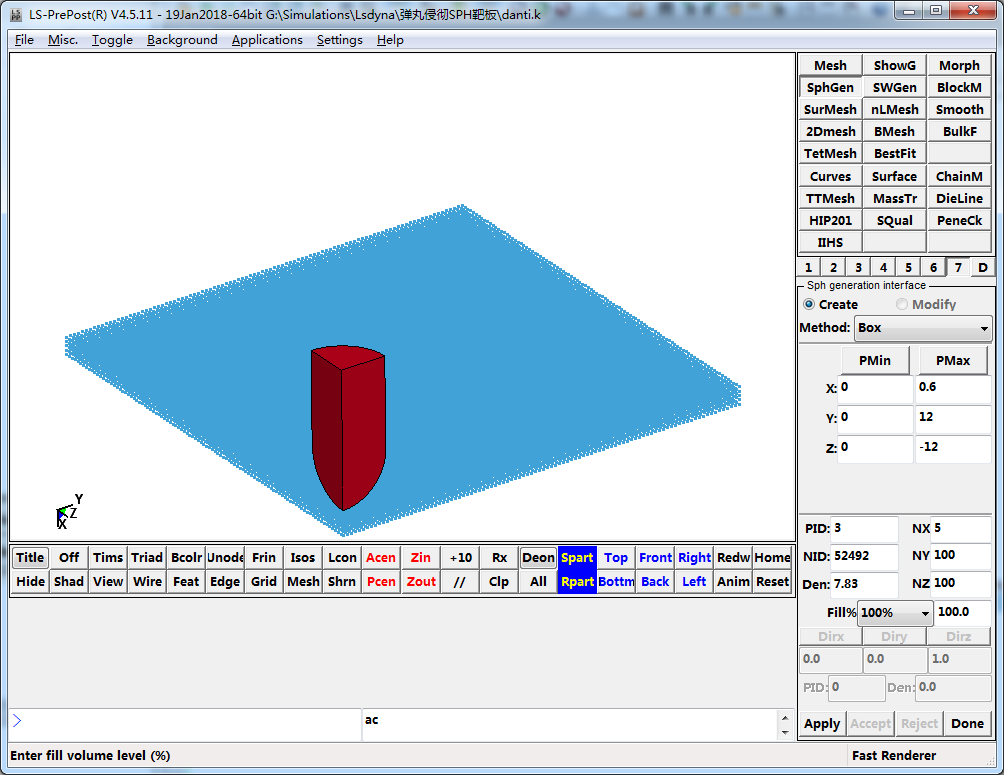 LS-PrePost(R) V4.5.11 - 19Jan2018-64bit G:\Simulations\Lsdyna\弹丸侵彻SPH靶板\danti.k
File Misc. Toggle Background Applications Settings Help
Mesh ShowG Morph
SphGen SWGen BlockM
SurMesh nLMesh Smooth
2Dmesh BMesh BulkF
TetMesh BestFit
Curves Surface ChainM
TTMesh MassTr DieLine
HIP201 SQual PeneCk
IIHS
1 2 3 4 5 6 7 D
Sph generation interface
Create Modify
Method: Box
PMin PMax
X: 0 0.6
Y: 0 12
Z: 0 -12
Y
Z
X
PID: 3 NX 5
NID: 52492 NY 100
Den: 7.83 NZ 100
Fill% 100% 100.0
Dirx Diry Dirz
0.0 0.0 1.0
PID: 0 Den: 0.0
Apply Accept Reject Done
Title Off Tims Triad Bcolr Unode Frin Isos Lcon Acen Zin +10 Rx Deon Spart Top Front Right Redw Home
Hide Shad View Wire Feat Edge Grid Mesh Shrn Pcen Zout // Clp All Rpart Bottm Back Left Anim Reset
> ac
Enter fill volume level (%) Fast Renderer